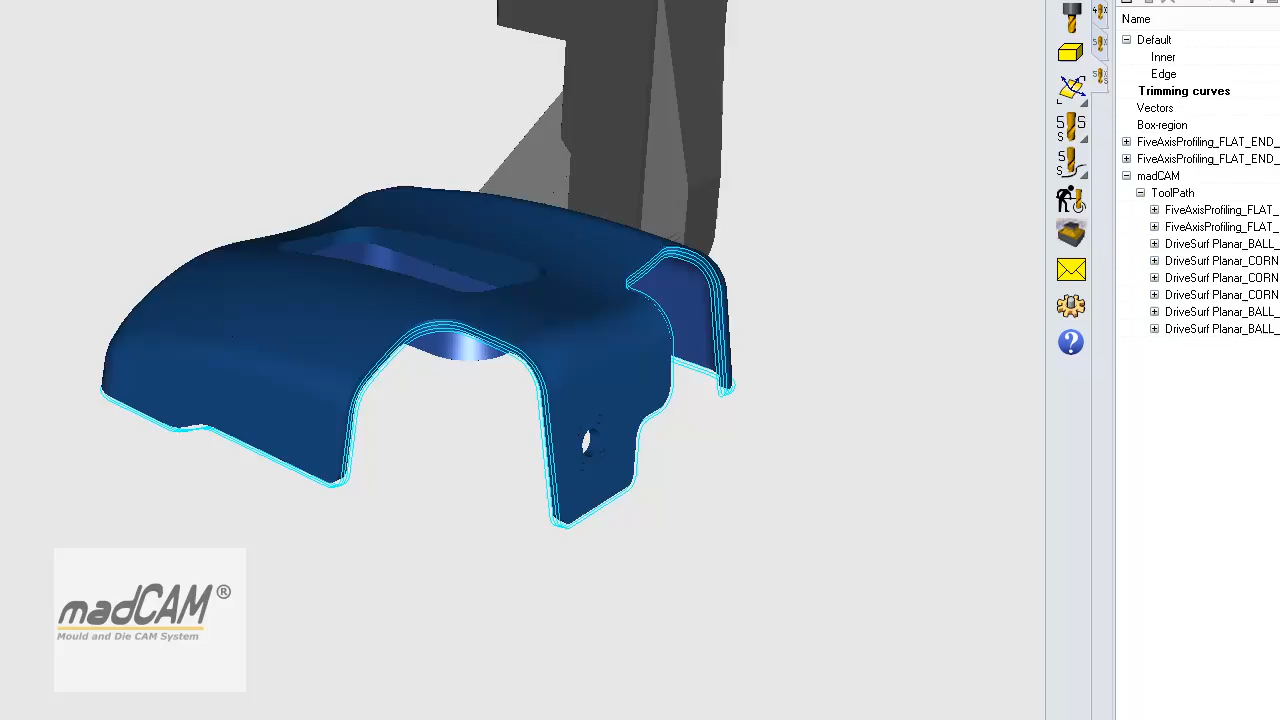 Name
Default
Inner
Edge
Trimming curves
Vectors
Box-region
FiveAxisProfiling_FLAT_END_
FiveAxisProfiling_FLAT_END_
madCAM
ToolPath
FiveAxisProfiling_FLAT_
FiveAxisProfiling_FLAT_
DriveSurf Planar_BALL_
DriveSurf Planar_CORN
DriveSurf Planar_CORN
DriveSurf Planar_CORN
DriveSurf Planar_BALL_
DriveSurf Planar_BALL_
madCAM®
Mould and Die CAM System